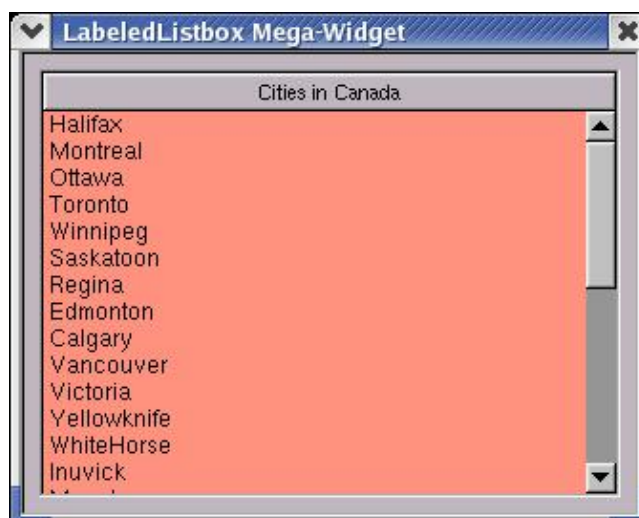 LabeledListbox Mega-Widget
Cities in Canada
Halifax
Montreal
Ottawa
Toronto
Winnipeg
Saskatoon
Regina
Edmonton
Calgary
Vancouver
Victoria
Yellowknife
WhiteHorse
Inuvick